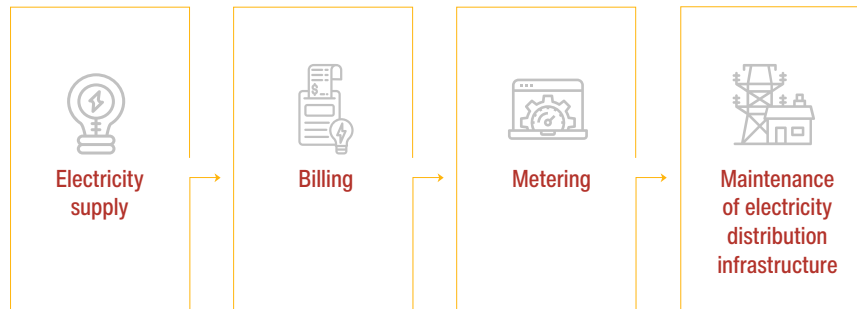 Electricity
supply
Billing
Metering
Maintenance
of electricity
distribution
infrastructure
$